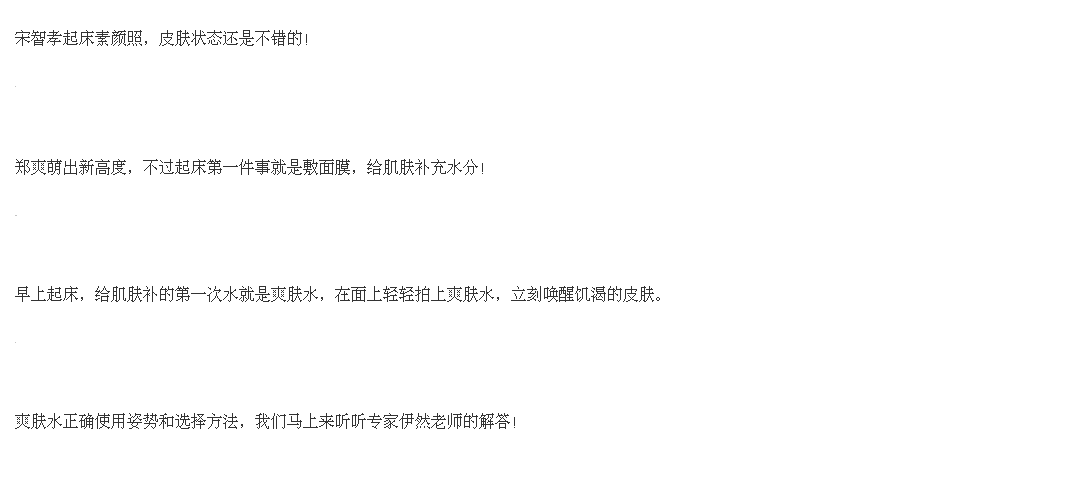 宋智孝起床素颜照，皮肤状态还是不错的！
郑爽萌出新高度，不过起床第一件事就是敷面膜，给肌肤补充水分！
早上起床，给肌肤补的第一次水就是爽肤水，在面上轻轻拍上爽肤水，立刻唤醒饥渴的皮肤。
爽肤水正确使用姿势和选择方法，我们马上来听听专家伊然老师的解答！